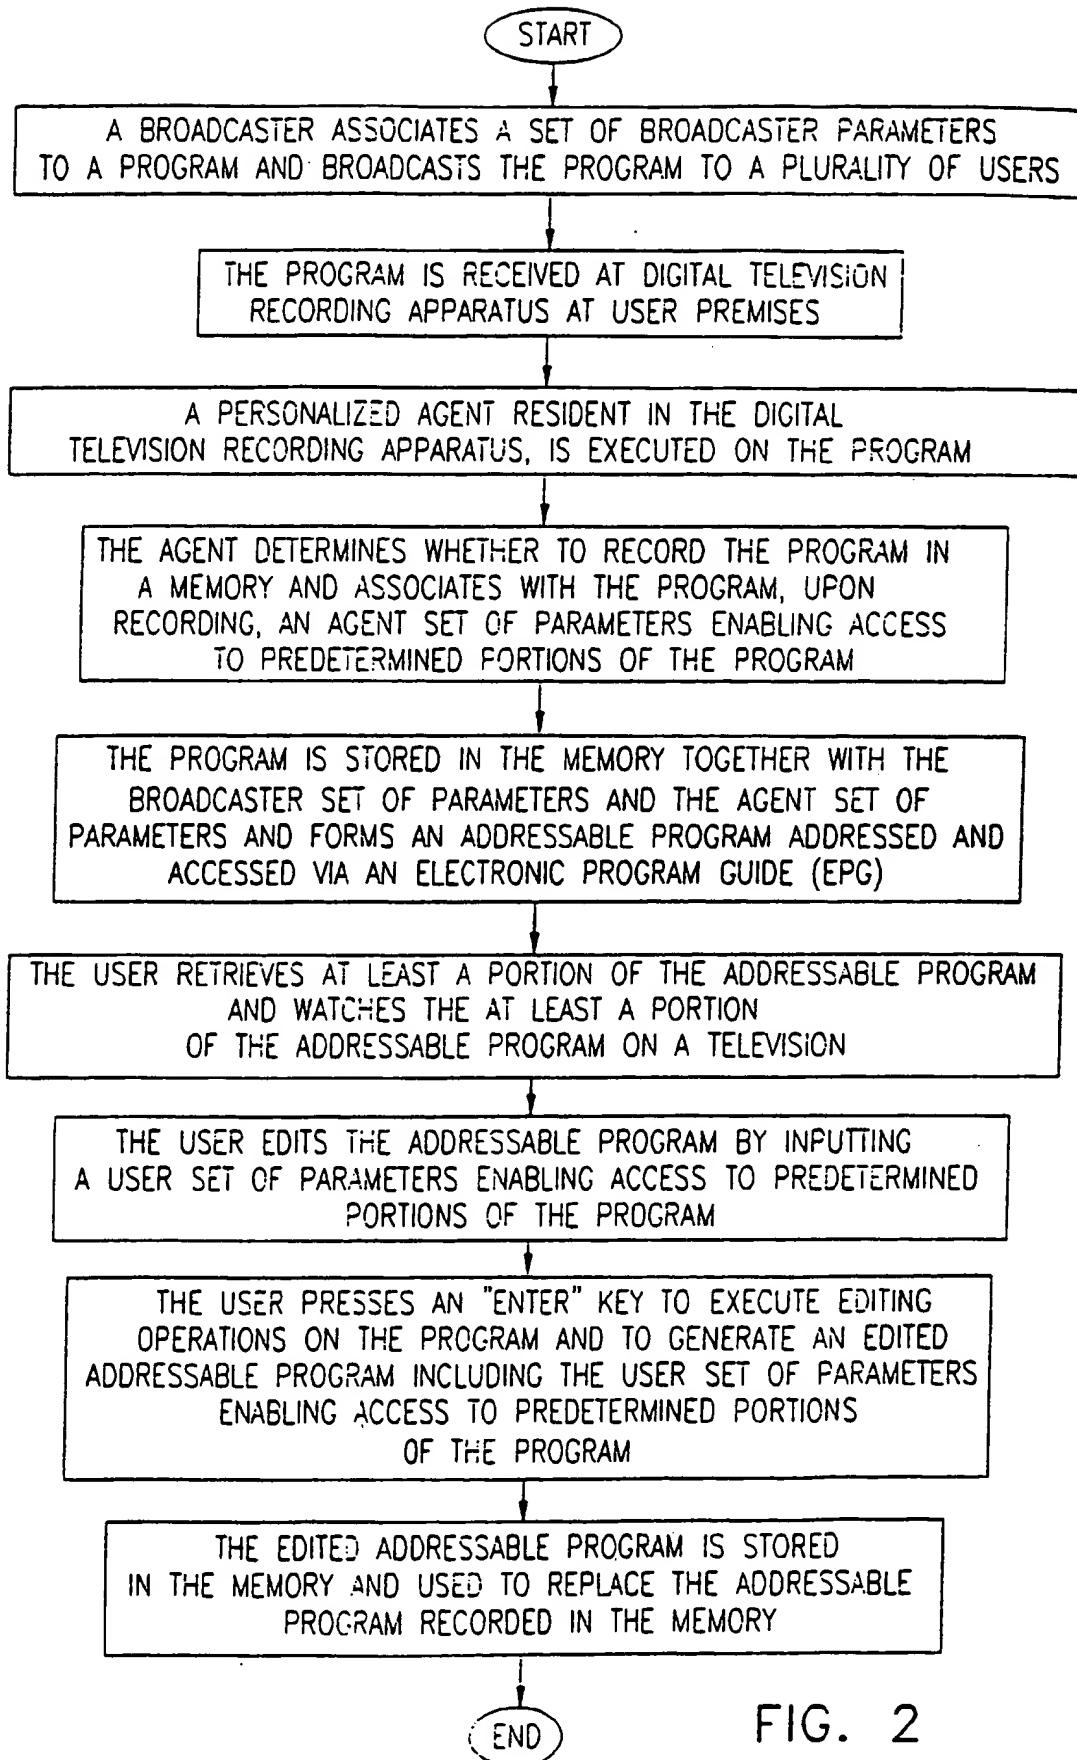 START
A BROADCASTER ASSOCIATES A SET OF BROADCASTER PARAMETERS
TO A PROGRAM AND BROADCASTS THE PROGRAM TO A PLURALITY OF USERS
THE PROGRAM IS RECEIVED AT DIGITAL TELEVISION
RECORDING APPARATUS AT USER PREMISES
A PERSONALIZED AGENT RESIDENT IN THE DIGITAL
TELEVISION RECORDING APPARATUS, IS EXECUTED ON THE PROGRAM
THE AGENT DETERMINES WHETHER TO RECORD THE PROGRAM IN
A MEMORY AND ASSOCIATES WITH THE PROGRAM, UPON
RECORDING, AN AGENT SET OF PARAMETERS ENABLING ACCESS
TO PREDETERMINED PORTIONS OF THE PROGRAM
THE PROGRAM IS STORED IN THE MEMORY TOGETHER WITH THE
BROADCASTER SET OF PARAMETERS AND THE AGENT SET OF
PARAMETERS AND FORMS AN ADDRESSABLE PROGRAM ADDRESSED AND
ACCESSED VIA AN ELECTRONIC PROGRAM GUIDE (EPG)
THE USER RETRIEVES AT LEAST A PORTION OF THE ADDRESSABLE PROGRAM
AND WATCHES THE AT LEAST A PORTION
OF THE ADDRESSABLE PROGRAM ON A TELEVISION
THE USER EDITS THE ADDRESSABLE PROGRAM BY INPUTTING
A USER SET OF PARAMETERS ENABLING ACCESS TO PREDETERMINED
PORTIONS OF THE PROGRAM
THE USER PRESSES AN "ENTER" KEY TO EXECUTE EDITING
OPERATIONS ON THE PROGRAM AND TO GENERATE AN EDITED
ADDRESSABLE PROGRAM INCLUDING THE USER SET OF PARAMETERS
ENABLING ACCESS TO PREDETERMINED PORTIONS
OF THE PROGRAM
THE EDITED ADDRESSABLE PROGRAM IS STORED
IN THE MEMORY AND USED TO REPLACE THE ADDRESSABLE
PROGRAM RECORDED IN THE MEMORY
END
FIG. 2